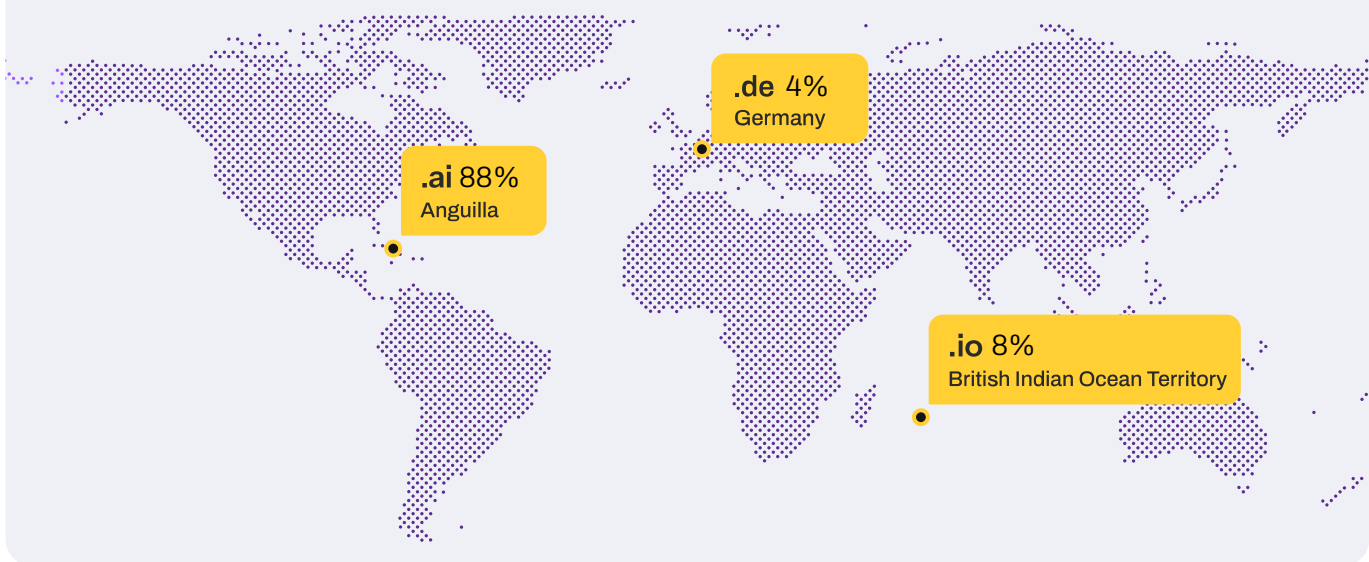 .de 4%
Germany
.ai 88%
Anguilla
.io 8%
British Indian Ocean Territory